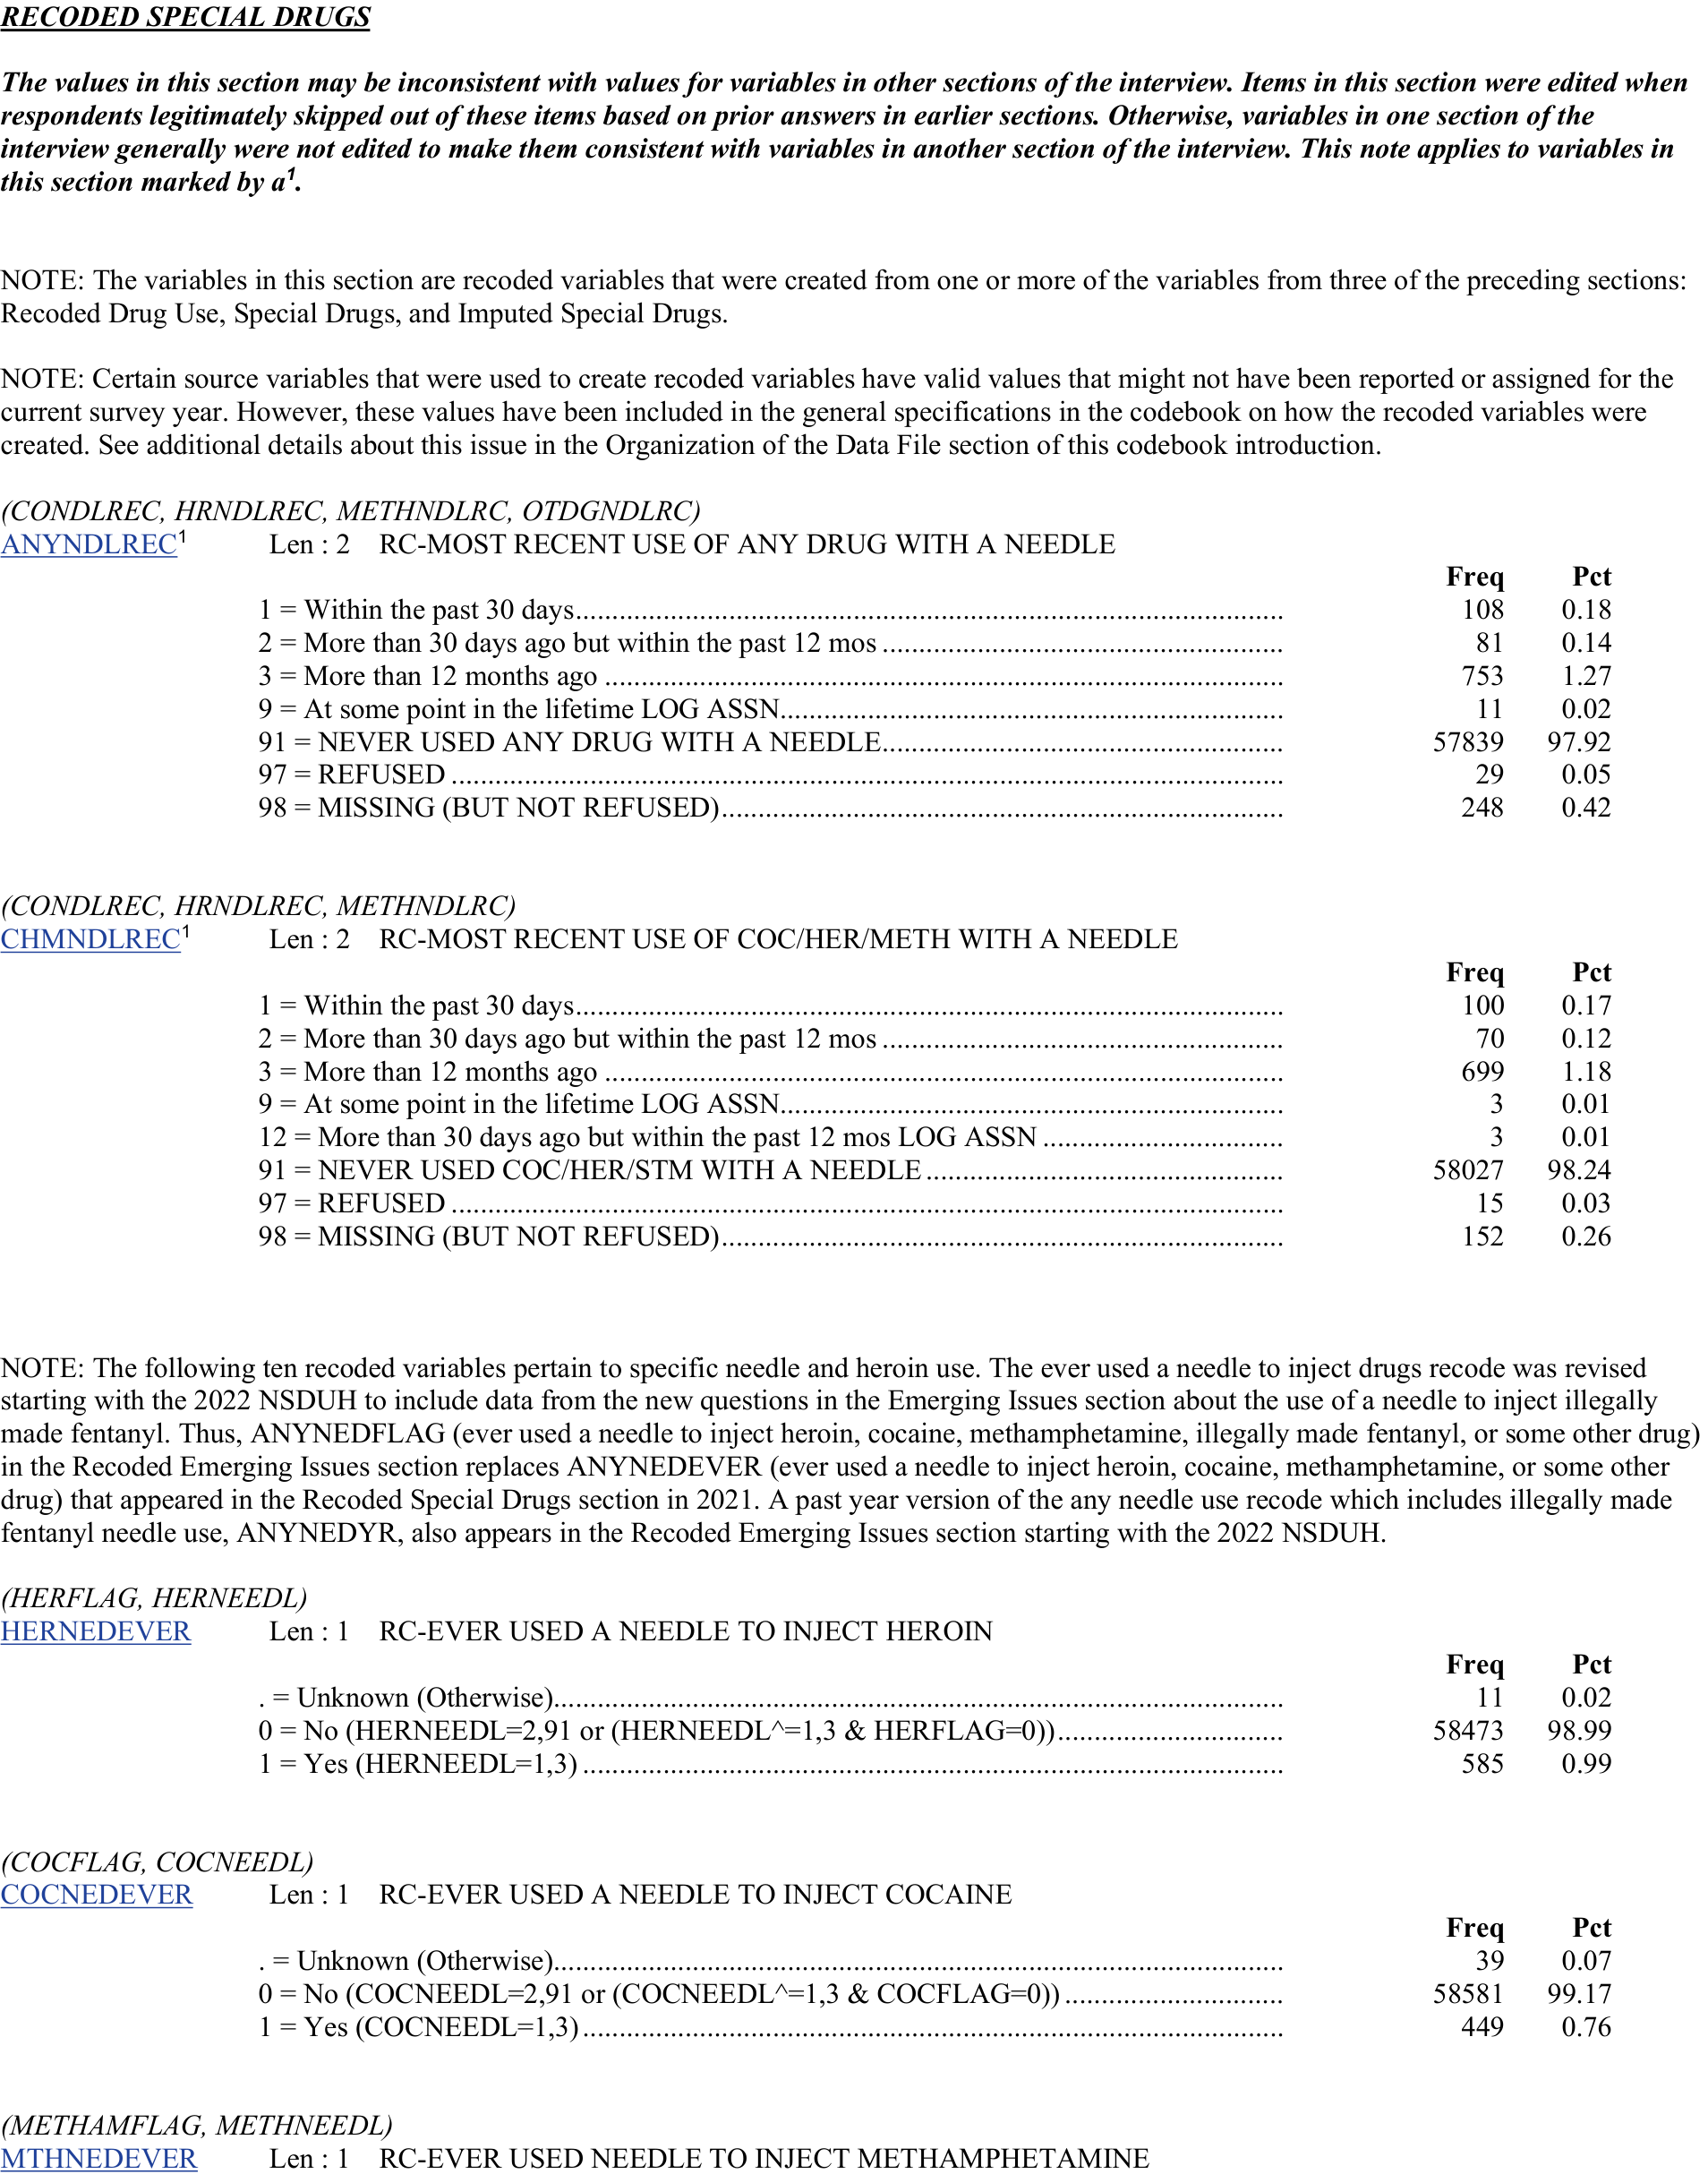 RECODED SPECIAL DRUGS
The values in this section may be inconsistent with values for variables in other sections of the interview. Items in this section were edited when
respondents legitimately skipped out of these items based on prior answers in earlier sections. Otherwise, variables in one section of the
interview generally were not edited to make them consistent with variables in another section of the interview. This note applies to variables in
this section marked by a¹.
NOTE: The variables in this section are recoded variables that were created from one or more of the variables from three of the preceding sections:
Recoded Drug Use, Special Drugs, and Imputed Special Drugs.
NOTE: Certain source variables that were used to create recoded variables have valid values that might not have been reported or assigned for the
current survey year. However, these values have been included in the general specifications in the codebook on how the recoded variables were
created. See additional details about this issue in the Organization of the Data File section of this codebook introduction.
(CONDLREC, HRNDLREC, METHNDLRC, OTDGNDLRC)
ANYNDLREC¹ Len : 2 RC-MOST RECENT USE OF ANY DRUG WITH A NEEDLE
Freq Pct
1 = Within the past 30 days.................... 108 0.18
2 = More than 30 days ago but within the past 12 mos .................... 81 0.14
3 = More than 12 months ago .................... 753 1.27
9 = At some point in the lifetime LOG ASSN.................... 11 0.02
91 = NEVER USED ANY DRUG WITH A NEEDLE.................... 57839 97.92
97 = REFUSED .................... 29 0.05
98 = MISSING (BUT NOT REFUSED).................... 248 0.42
(CONDLREC, HRNDLREC, METHNDLRC)
CHMNDLREC¹ Len : 2 RC-MOST RECENT USE OF COC/HER/METH WITH A NEEDLE
Freq Pct
1 = Within the past 30 days.................... 100 0.17
2 = More than 30 days ago but within the past 12 mos .................... 70 0.12
3 = More than 12 months ago .................... 699 1.18
9 = At some point in the lifetime LOG ASSN.................... 3 0.01
12 = More than 30 days ago but within the past 12 mos LOG ASSN .................... 3 0.01
91 = NEVER USED COC/HER/STM WITH A NEEDLE .................... 58027 98.24
97 = REFUSED .................... 15 0.03
98 = MISSING (BUT NOT REFUSED).................... 152 0.26
NOTE: The following ten recoded variables pertain to specific needle and heroin use. The ever used a needle to inject drugs recode was revised
starting with the 2022 NSDUH to include data from the new questions in the Emerging Issues section about the use of a needle to inject illegally
made fentanyl. Thus, ANYNEDFLAG (ever used a needle to inject heroin, cocaine, methamphetamine, illegally made fentanyl, or some other drug)
in the Recoded Emerging Issues section replaces ANYNEDEVER (ever used a needle to inject heroin, cocaine, methamphetamine, or some other
drug) that appeared in the Recoded Special Drugs section in 2021. A past year version of the any needle use recode which includes illegally made
fentanyl needle use, ANYNEDYR, also appears in the Recoded Emerging Issues section starting with the 2022 NSDUH.
(HERFLAG, HERNEEDL)
HERNEDEVER Len : 1 RC-EVER USED A NEEDLE TO INJECT HEROIN
Freq Pct
. = Unknown (Otherwise).................... 11 0.02
0 = No (HERNEEDL=2,91 or (HERNEEDL^=1,3 & HERFLAG=0)).................... 58473 98.99
1 = Yes (HERNEEDL=1,3) .................... 585 0.99
(COCFLAG, COCNEEDL)
COCNEDEVER Len : 1 RC-EVER USED A NEEDLE TO INJECT COCAINE
Freq Pct
. = Unknown (Otherwise).................... 39 0.07
0 = No (COCNEEDL=2,91 or (COCNEEDL^=1,3 & COCFLAG=0)) .................... 58581 99.17
1 = Yes (COCNEEDL=1,3) .................... 449 0.76
(METHAMFLAG, METHNEEDL)
MTHNEDEVER Len : 1 RC-EVER USED NEEDLE TO INJECT METHAMPHETAMINE